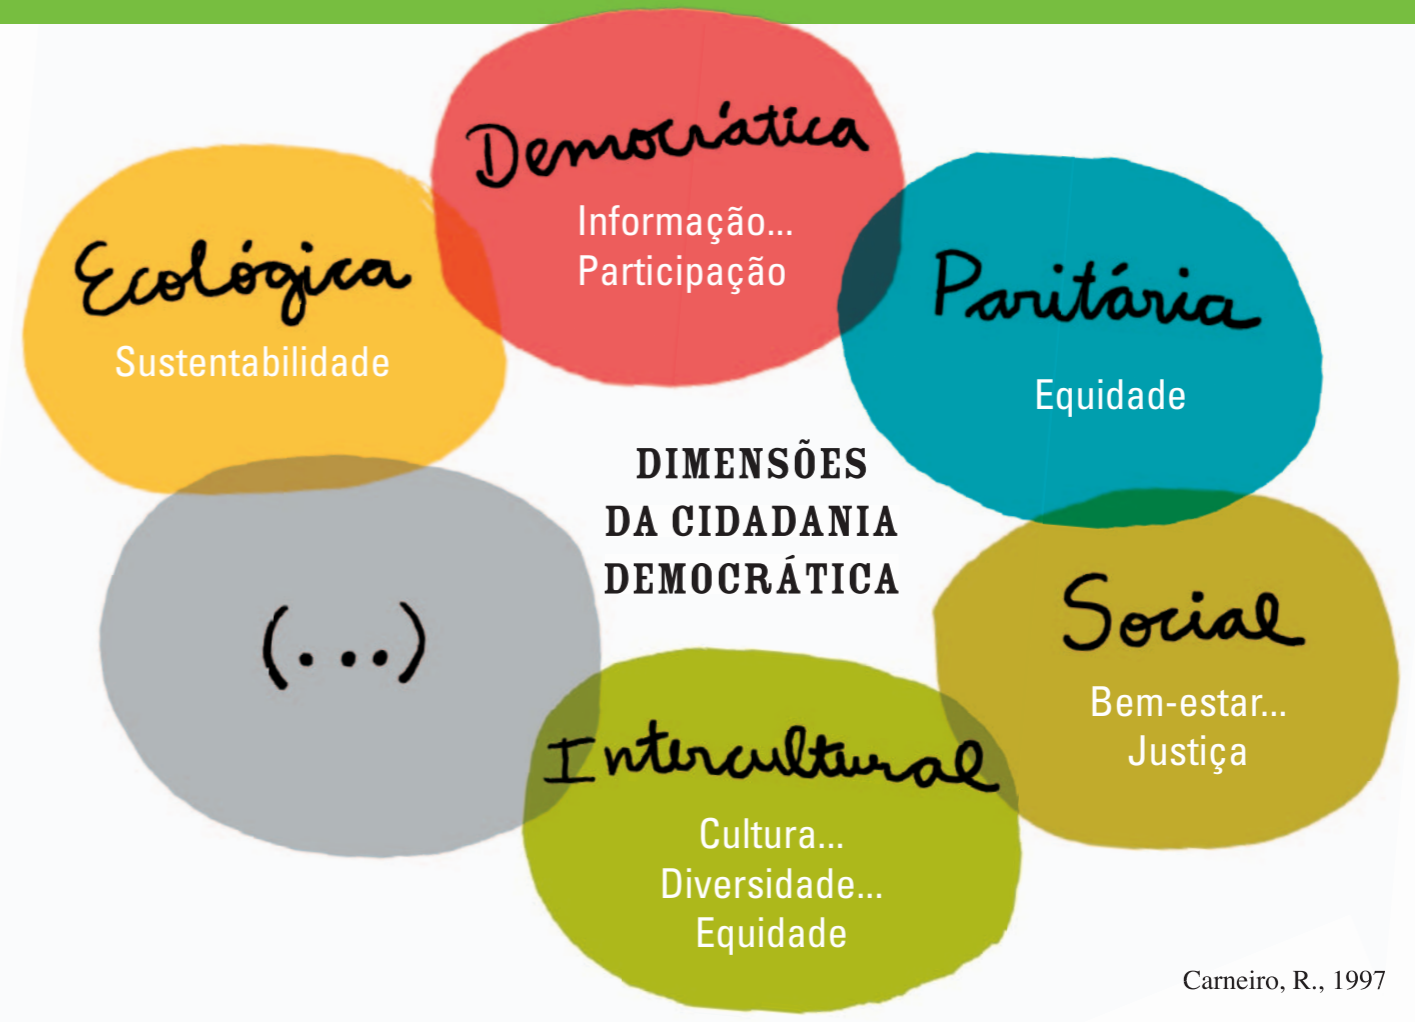 Democrática
Informação...
Participação
Ecológica
Sustentabilidade
Paritária
Equidade
DIMENSÕES
DA CIDADANIA
DEMOCRÁTICA
(...)
Social
Bem-estar...
Justiça
Intercultural
Cultura...
Diversidade...
Equidade
Carneiro, R., 1997